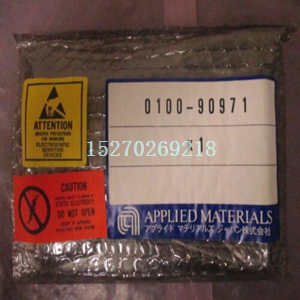 0100-90971
1
15270269218
ATTENTION
OBSERVE PRECAUTIONS
FOR HANDLING
ELECTROSTATIC
SENSITIVE
DEVICES
CAUTION
STATIC ELECTRICITY
DO NOT OPEN
APPLIED MATERIALS
アプライド マテリアルズ ジャパン株式会社